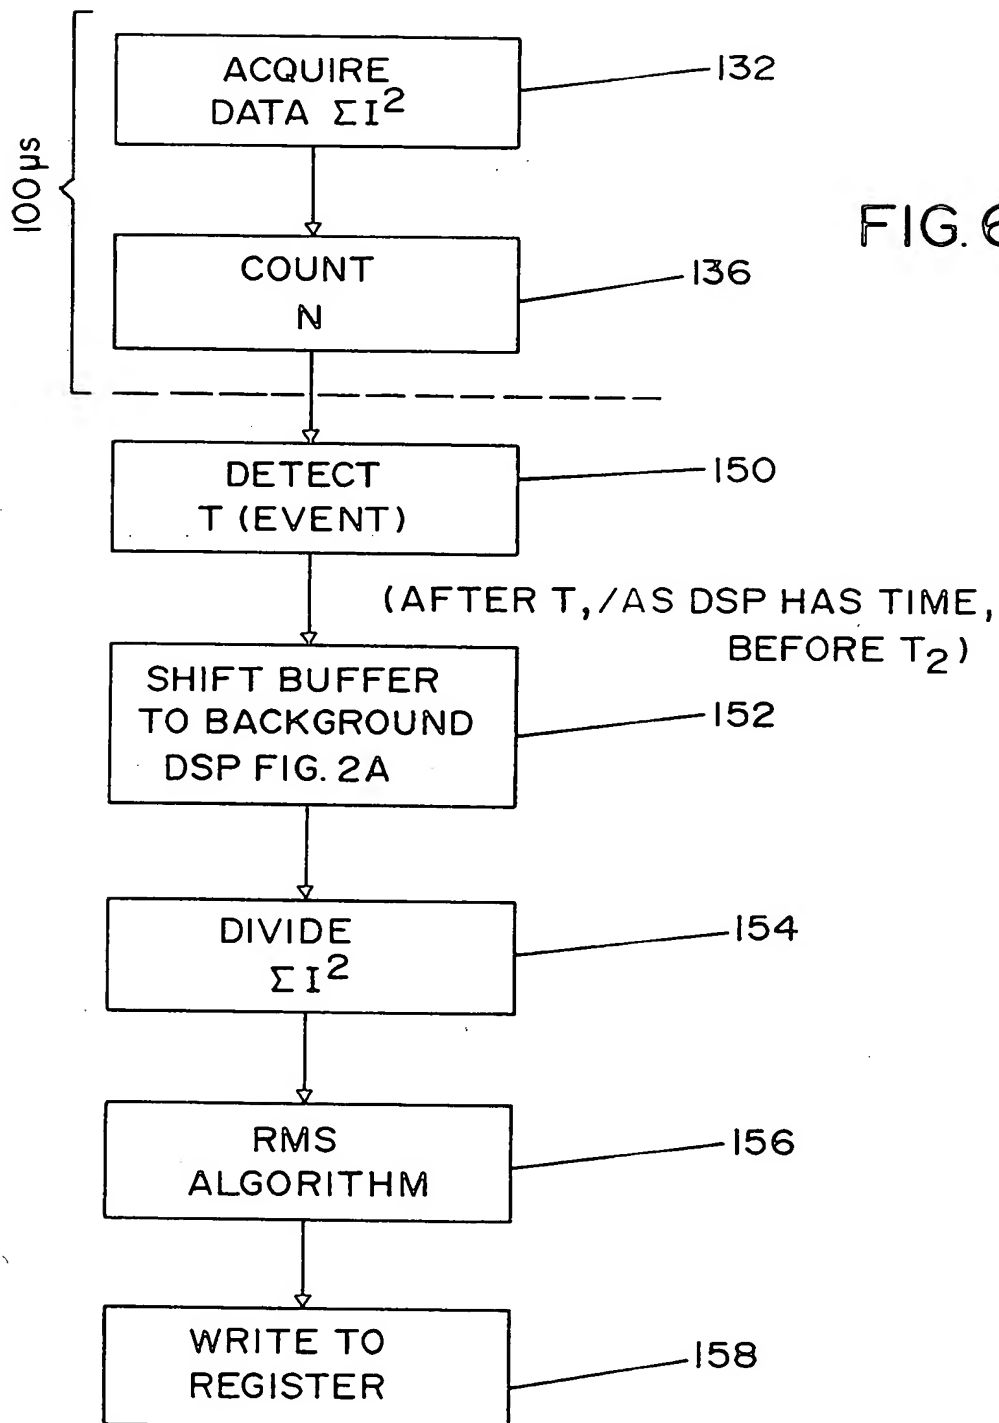 ACQUIRE
DATA ΣI²
132
100μs
FIG. 6
COUNT
N
136
DETECT
T (EVENT)
150
(AFTER T,/AS DSP HAS TIME,
BEFORE T₂)
SHIFT BUFFER
TO BACKGROUND
DSP FIG. 2A
152
DIVIDE
ΣI²
154
RMS
ALGORITHM
156
WRITE TO
REGISTER
158